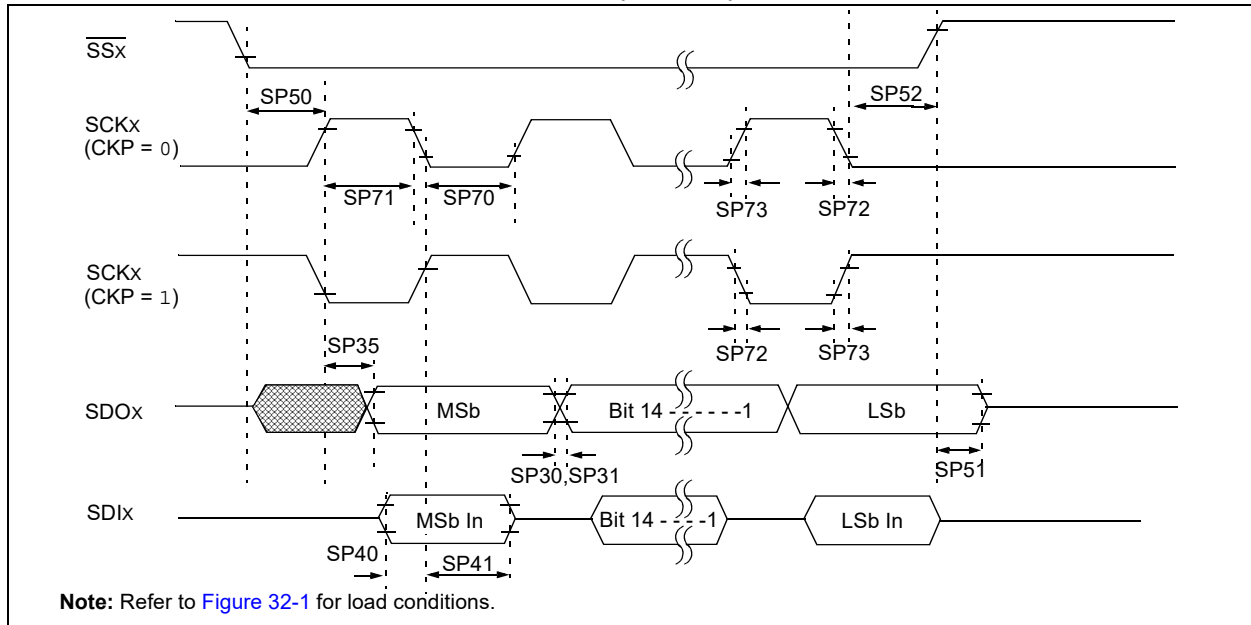 SSx
SP50
SP52
SCKx
(CKP = 0)
SP71
SP70
SP73
SP72
SCKx
(CKP = 1)
SP35
SP72
SP73
SDOx
MSb
Bit 14 - - - - - -1
LSb
SP30,SP31
SP51
SDIx
MSb In
Bit 14 - - - -1
LSb In
SP40
SP41
Note: Refer to Figure 32-1 for load conditions.